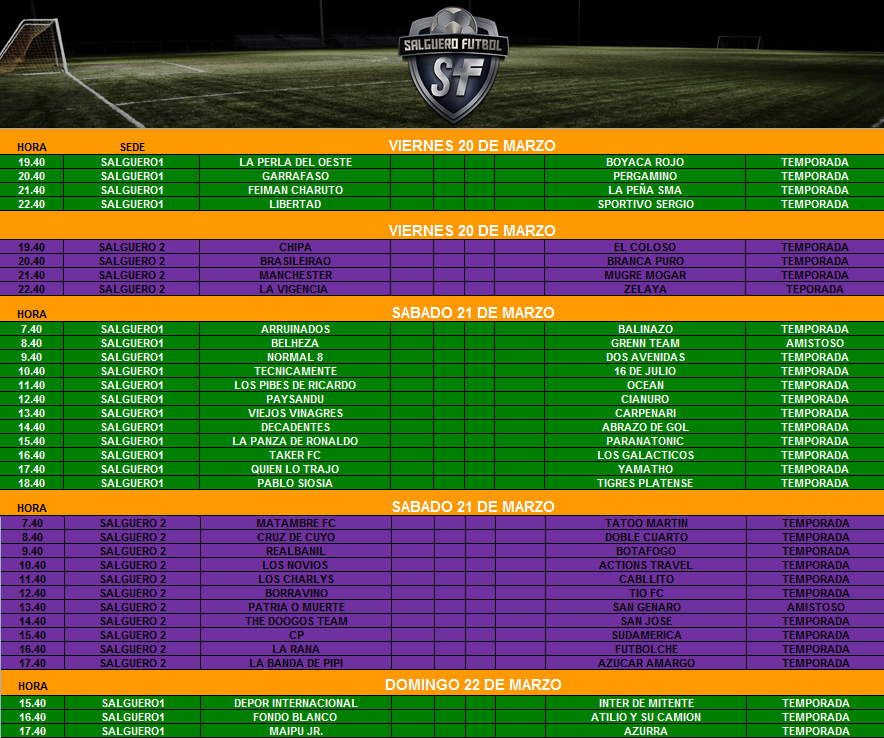 SALGUERO FUTBOL
SF
HORA SEDE VIERNES 20 DE MARZO
19.40 SALGUERO1 LA PERLA DEL OESTE BOYACA ROJO TEMPORADA
20.40 SALGUERO1 GARRAFASO PERGAMINO TEMPORADA
21.40 SALGUERO1 FEIMAN CHARUTO LA PEÑA SMA TEMPORADA
22.40 SALGUERO1 LIBERTAD SPORTIVO SERGIO TEMPORADA
VIERNES 20 DE MARZO
19.40 SALGUERO 2 CHIPA EL COLOSO TEMPORADA
20.40 SALGUERO 2 BRASILEIRAO BRANCA PURO TEMPORADA
21.40 SALGUERO 2 MANCHESTER MUGRE MOGAR TEMPORADA
22.40 SALGUERO 2 LA VIGENCIA ZELAYA TEPORADA
HORA SABADO 21 DE MARZO
7.40 SALGUERO1 ARRUINADOS BALINAZO TEMPORADA
8.40 SALGUERO1 BELHEZA GRENN TEAM AMISTOSO
9.40 SALGUERO1 NORMAL 8 DOS AVENIDAS TEMPORADA
10.40 SALGUERO1 TECNICAMENTE 16 DE JULIO TEMPORADA
11.40 SALGUERO1 LOS PIBES DE RICARDO OCEAN TEMPORADA
12.40 SALGUERO1 PAYSANDU CIANURO TEMPORADA
13.40 SALGUERO1 VIEJOS VINAGRES CARPENARI TEMPORADA
14.40 SALGUERO1 DECADENTES ABRAZO DE GOL TEMPORADA
15.40 SALGUERO1 LA PANZA DE RONALDO PARANATONIC TEMPORADA
16.40 SALGUERO1 TAKER FC LOS GALACTICOS TEMPORADA
17.40 SALGUERO1 QUIEN LO TRAJO YAMATHO TEMPORADA
18.40 SALGUERO1 PABLO SIOSIA TIGRES PLATENSE TEMPORADA
HORA SABADO 21 DE MARZO
7.40 SALGUERO 2 MATAMBRE FC TATOO MARTIN TEMPORADA
8.40 SALGUERO 2 CRUZ DE CUYO DOBLE CUARTO TEMPORADA
9.40 SALGUERO 2 REALBANIL BOTAFOGO TEMPORADA
10.40 SALGUERO 2 LOS NOVIOS ACTIONS TRAVEL TEMPORADA
11.40 SALGUERO 2 LOS CHARLYS CABLLITO TEMPORADA
12.40 SALGUERO 2 BORRAVINO TIO FC TEMPORADA
13.40 SALGUERO 2 PATRIA O MUERTE SAN GENARO AMISTOSO
14.40 SALGUERO 2 THE DOOGOS TEAM SAN JOSE TEMPORADA
15.40 SALGUERO 2 CP SUDAMERICA TEMPORADA
16.40 SALGUERO 2 LA RANA FUTBOLCHE TEMPORADA
17.40 SALGUERO 2 LA BANDA DE PIPI AZUCAR AMARGO TEMPORADA
HORA DOMINGO 22 DE MARZO
15.40 SALGUERO1 DEPOR INTERNACIONAL INTER DE MITENTE TEMPORADA
16.40 SALGUERO1 FONDO BLANCO ATILIO Y SU CAMION TEMPORADA
17.40 SALGUERO1 MAIPU JR. AZURRA TEMPORADA